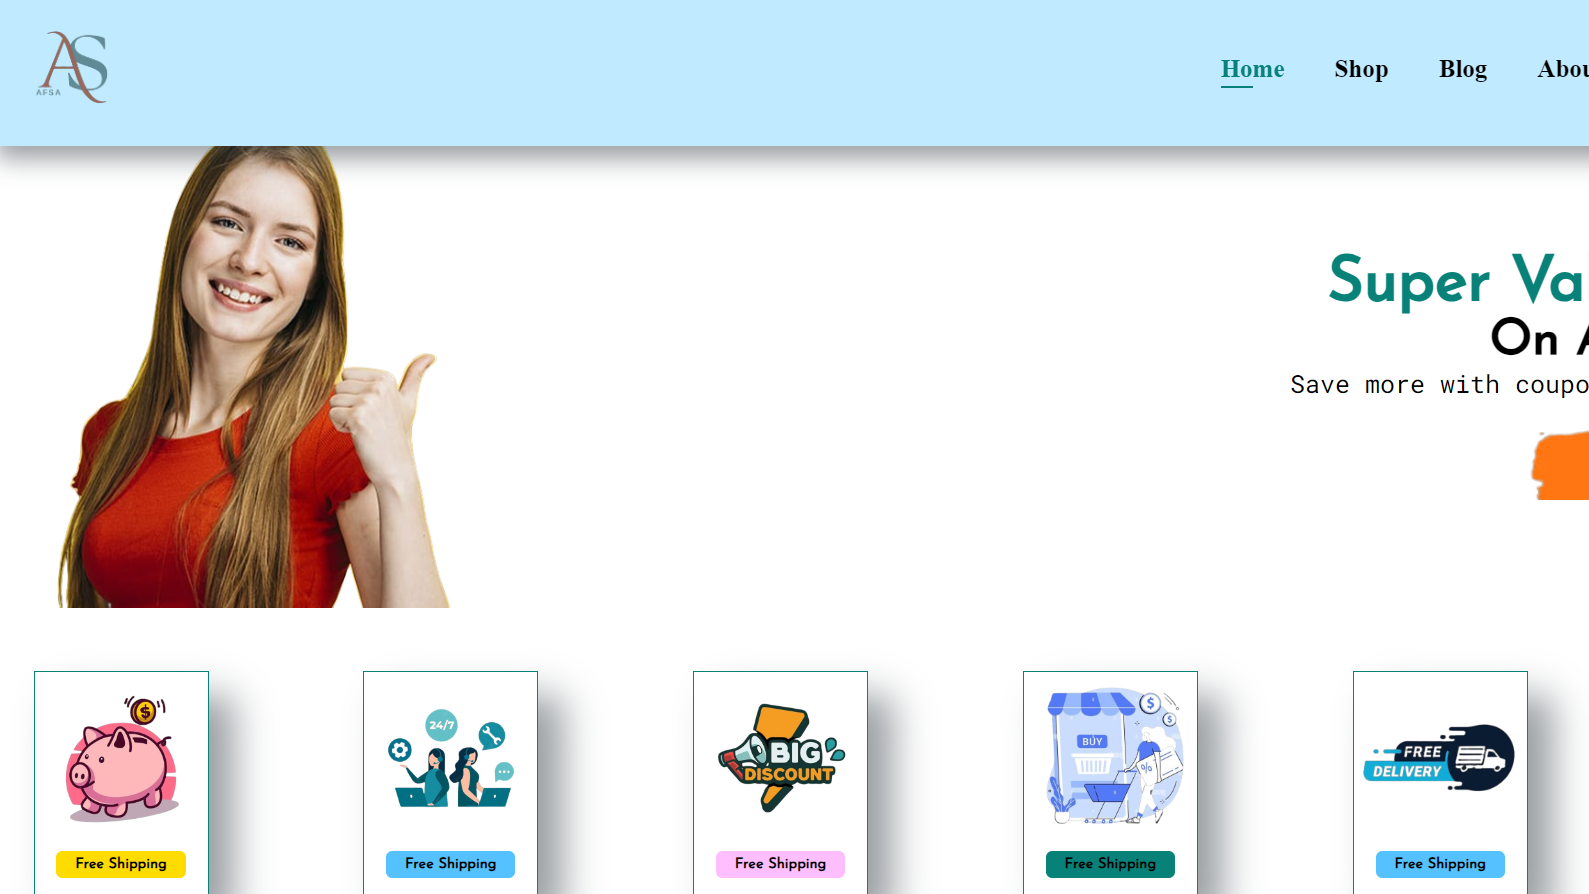 AS
AFSA
Home Shop Blog Abou
Super Val
On A
Save more with coupo
$
24/7
BIG
DISCOUNT
$
$
BUY
%
FREE
DELIVERY
Free Shipping
Free Shipping
Free Shipping
Free Shipping
Free Shipping